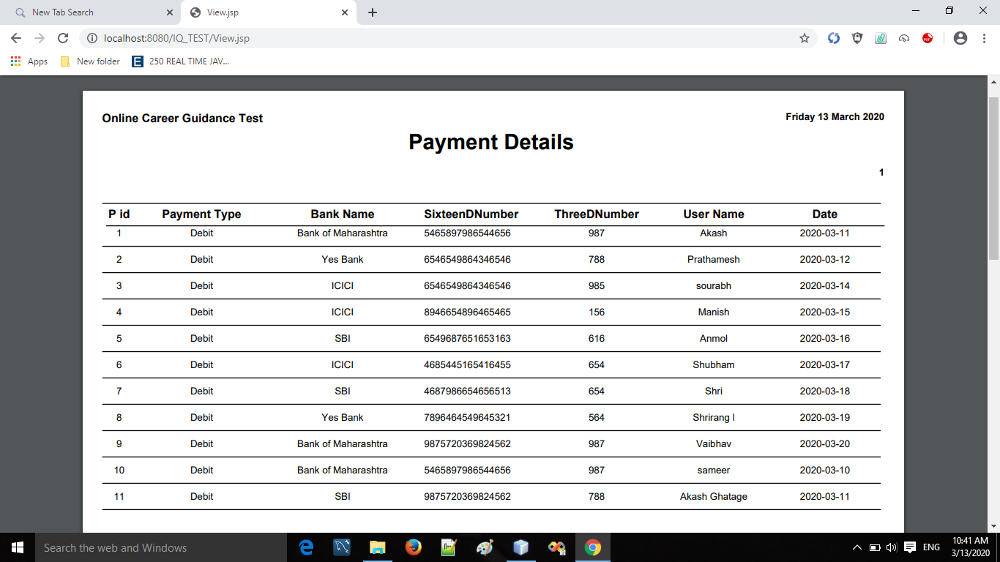 New Tab Search
View.jsp
localhost:8080/IQ_TEST/View.jsp
PDF
Apps New folder E 250 REAL TIME JAV...
Online Career Guidance Test Friday 13 March 2020
Payment Details
1
P id Payment Type Bank Name SixteenDNumber ThreeDNumber User Name Date
1 Debit Bank of Maharashtra 5465897986544656 987 Akash 2020-03-11
2 Debit Yes Bank 6546549864346546 788 Prathamesh 2020-03-12
3 Debit ICICI 6546549864346546 985 sourabh 2020-03-14
4 Debit ICICI 8946654896465465 156 Manish 2020-03-15
5 Debit SBI 6549687651653163 616 Anmol 2020-03-16
6 Debit ICICI 4685445165416455 654 Shubham 2020-03-17
7 Debit SBI 4687986654656513 654 Shri 2020-03-18
8 Debit Yes Bank 7896464549645321 564 Shrirang I 2020-03-19
9 Debit Bank of Maharashtra 9875720369824562 987 Vaibhav 2020-03-20
10 Debit Bank of Maharashtra 5465897986544656 987 sameer 2020-03-10
11 Debit SBI 9875720369824562 788 Akash Ghatage 2020-03-11
Search the web and Windows
ENG
10:41 AM
3/13/2020